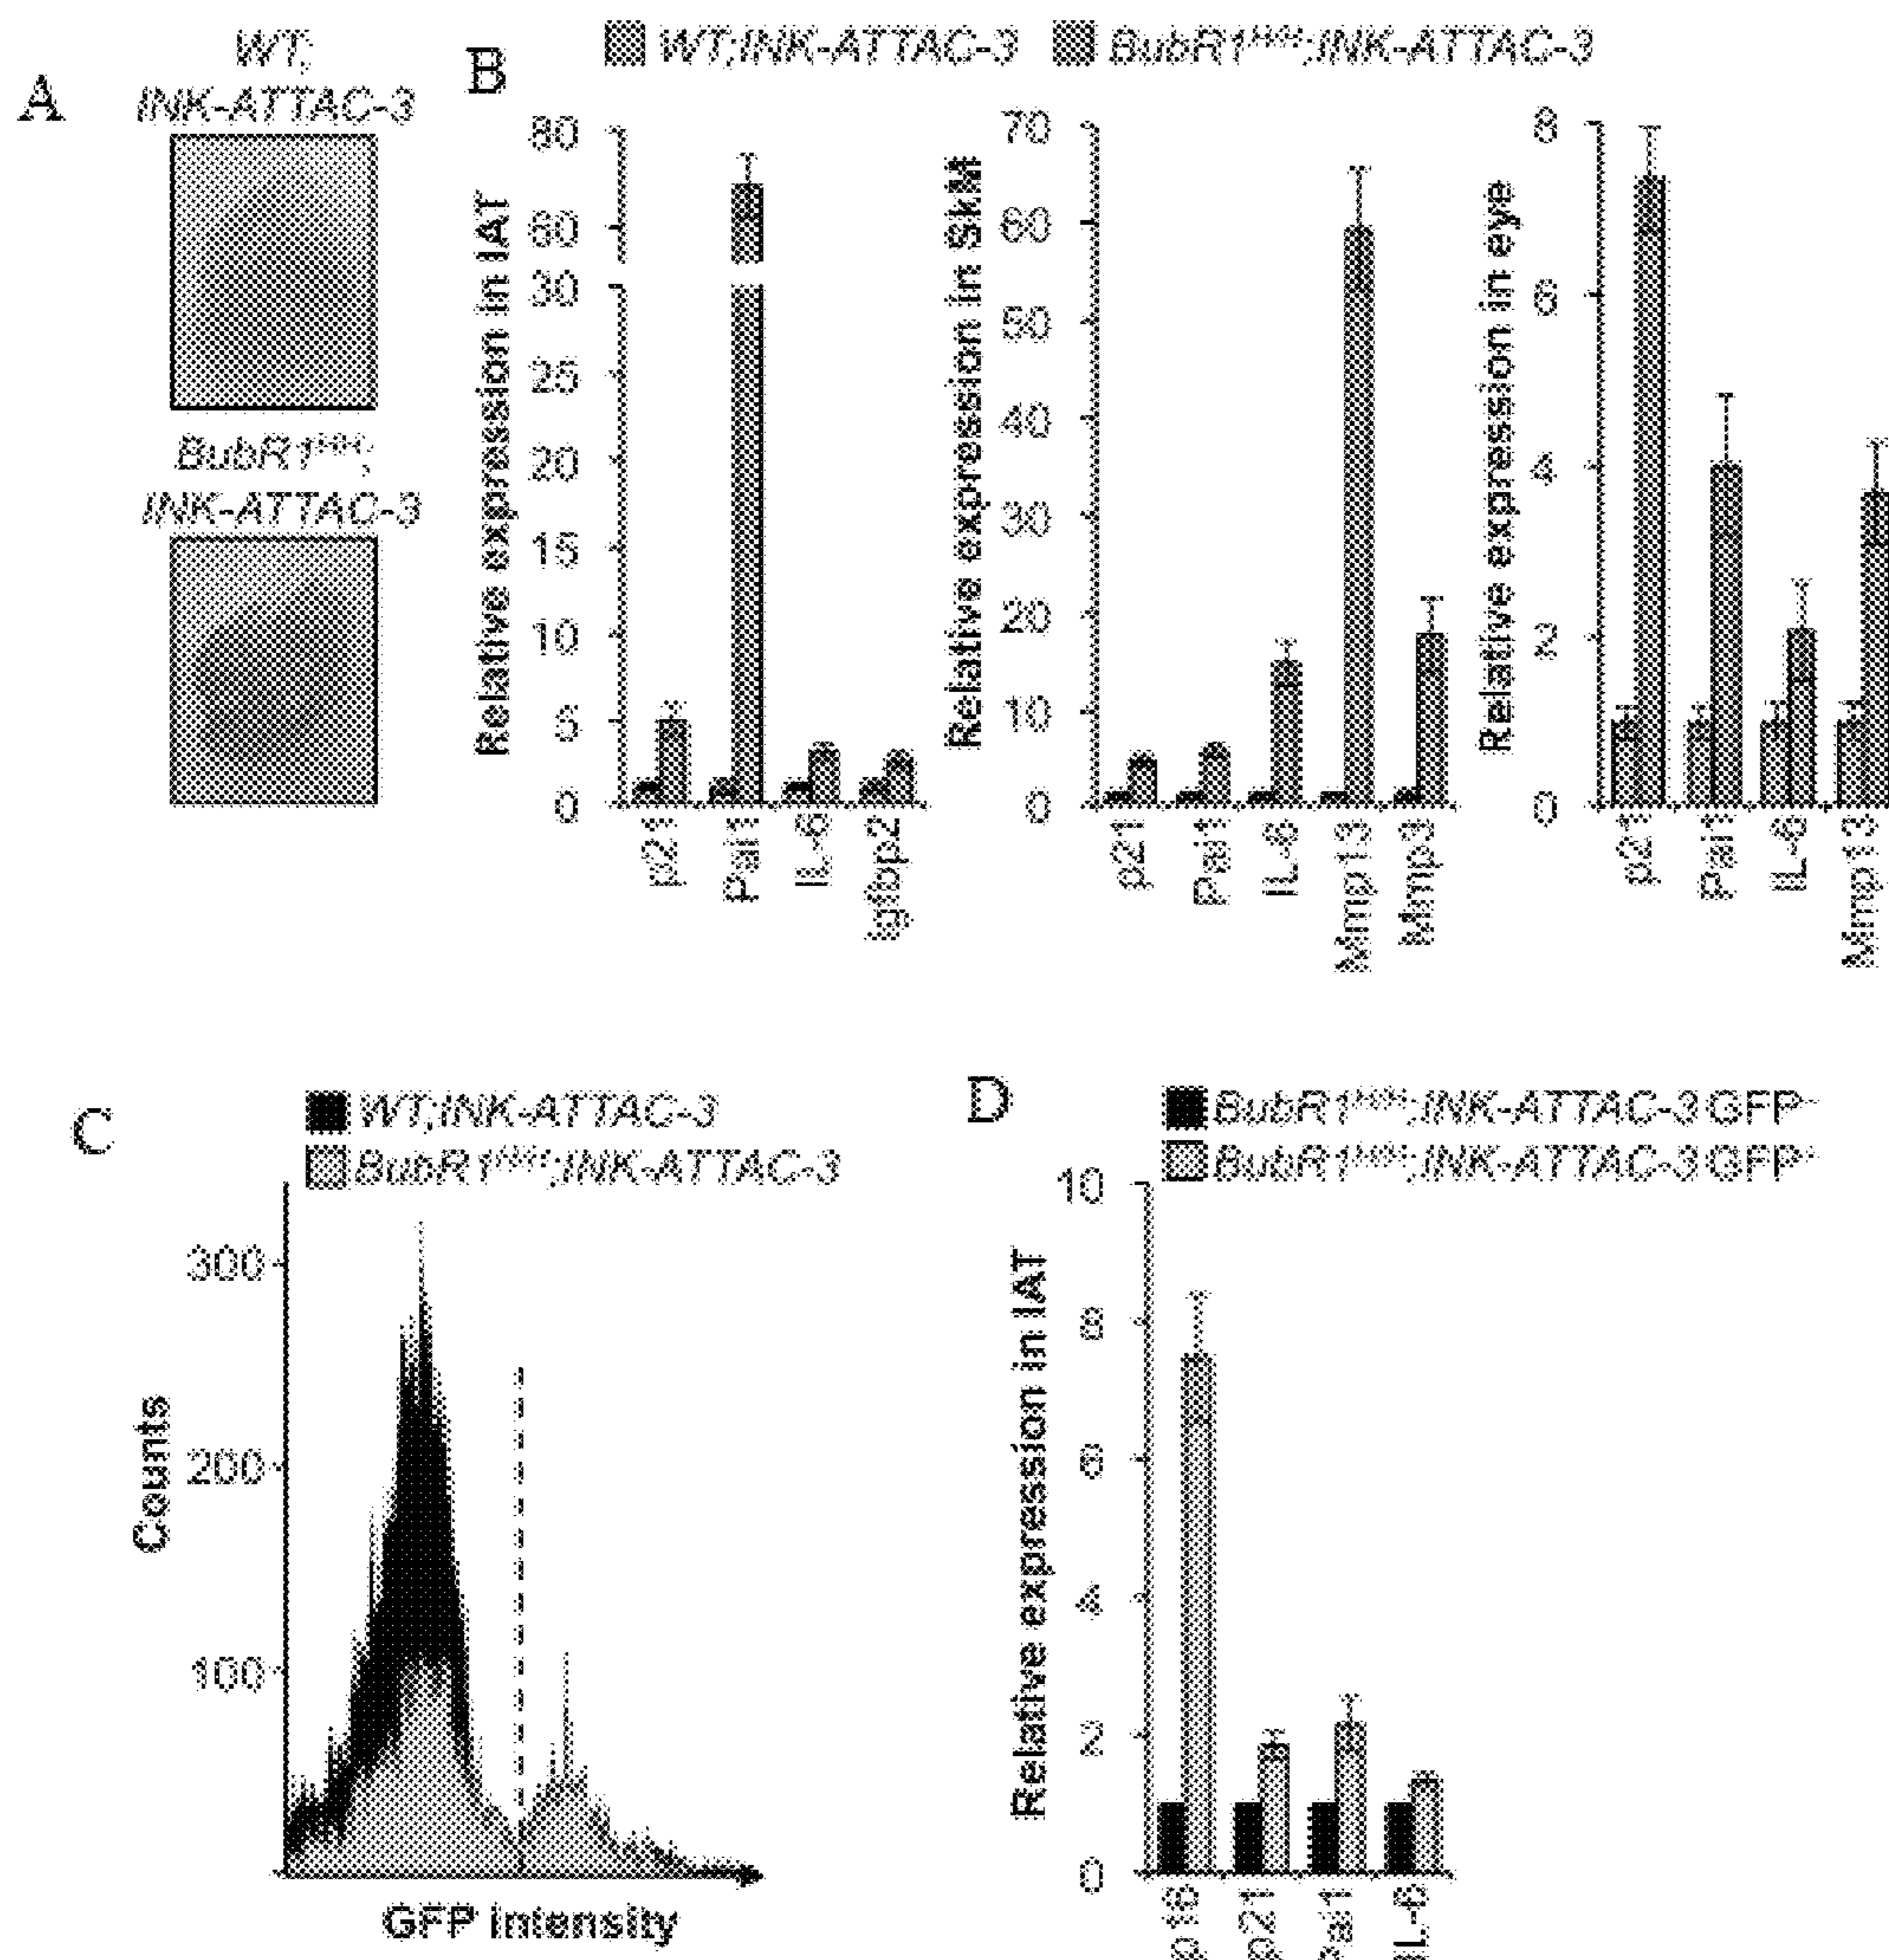 A
WT;
INK-ATTAC-3
BubR1H/H;
INK-ATTAC-3
B
WT;INK-ATTAC-3
BubR1H/H;INK-ATTAC-3
Relative expression in IAT
80
60
30
25
20
15
10
5
0
p21
Pai1
IL-6
Igfbp2
Relative expression in SkM
70
60
50
40
30
20
10
0
p21
Pai1
IL-6
Mmp13
Mmp3
Relative expression in eye
8
6
4
2
0
p21
Pai1
IL-6
Mmp13
C
WT;INK-ATTAC-3
BubR1H/H;INK-ATTAC-3
Counts
300
200
100
GFP intensity
D
BubR1H/H;INK-ATTAC-3 GFP-
BubR1H/H;INK-ATTAC-3 GFP+
Relative expression in IAT
10
8
6
4
2
0
p16
p21
Pai1
IL-6